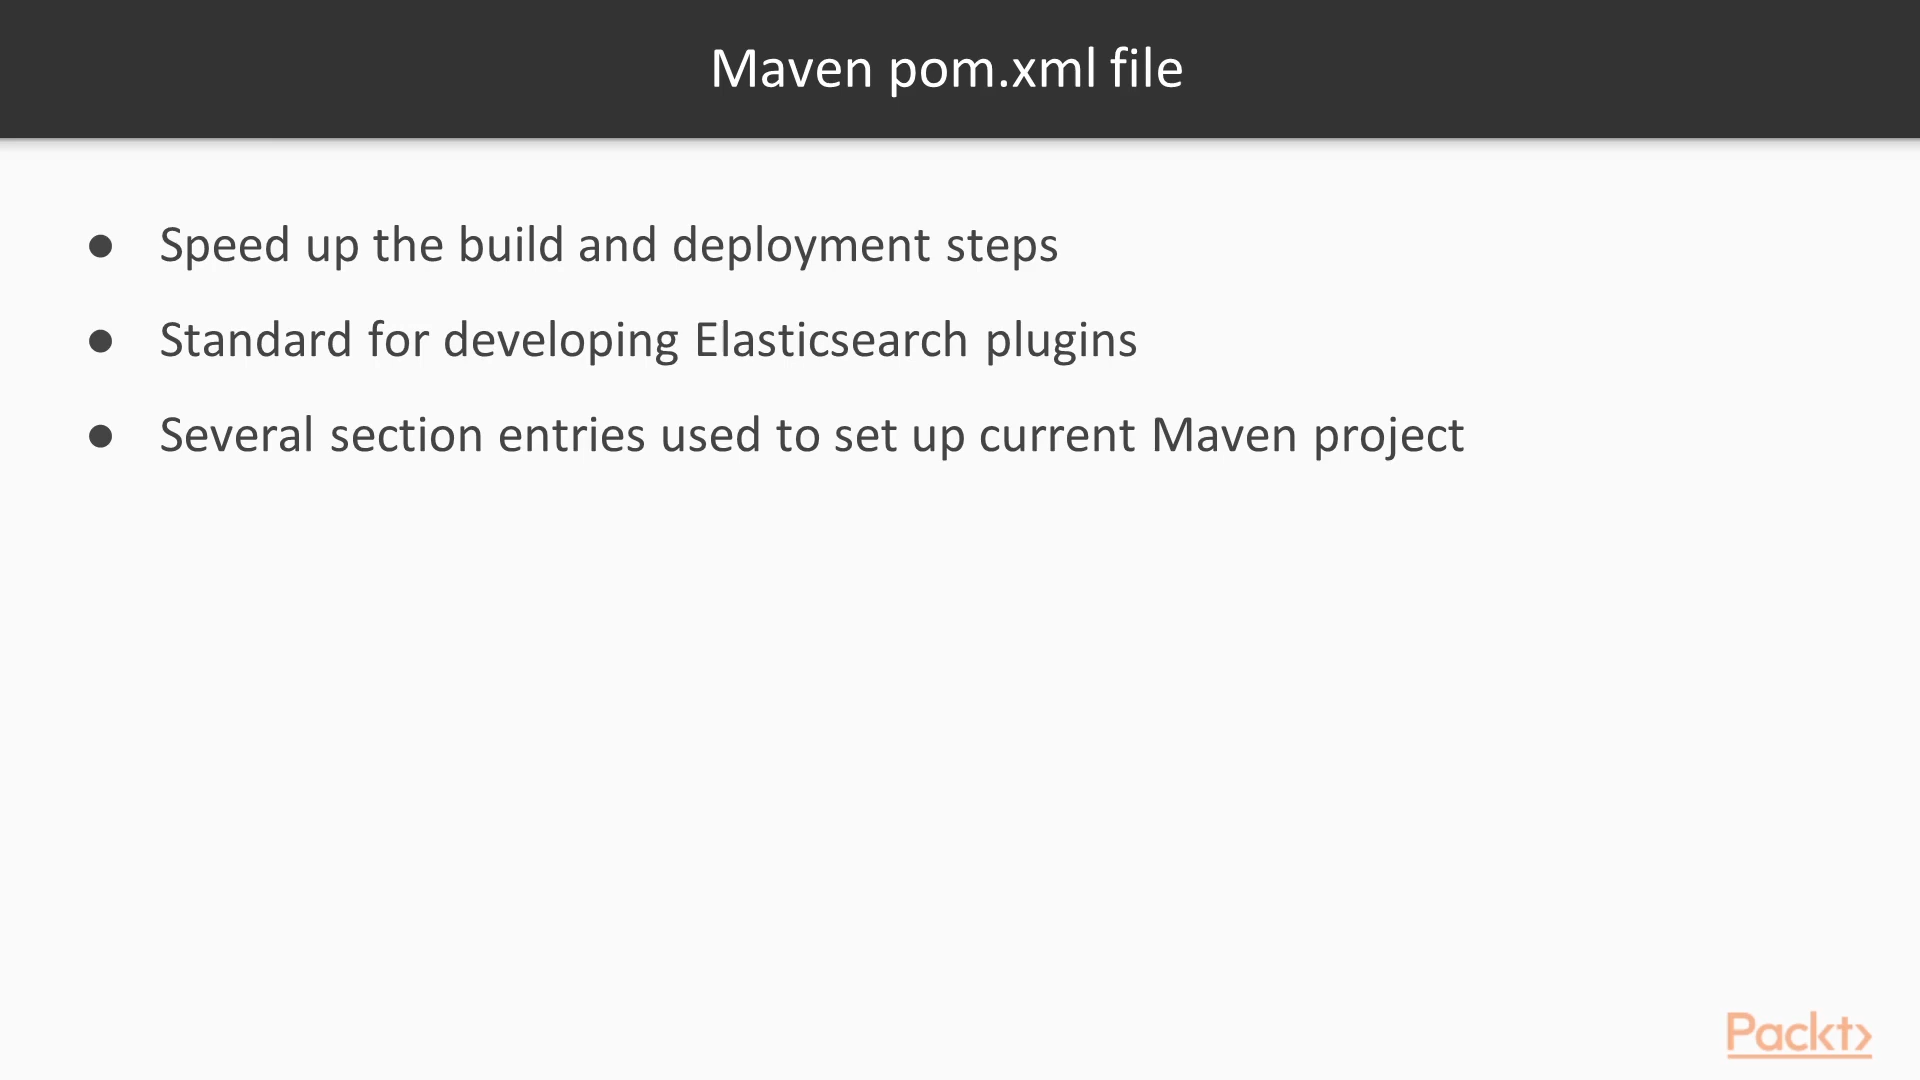 Maven pom.xml file
● Speed up the build and deployment steps
● Standard for developing Elasticsearch plugins
● Several section entries used to set up current Maven project
Packt>